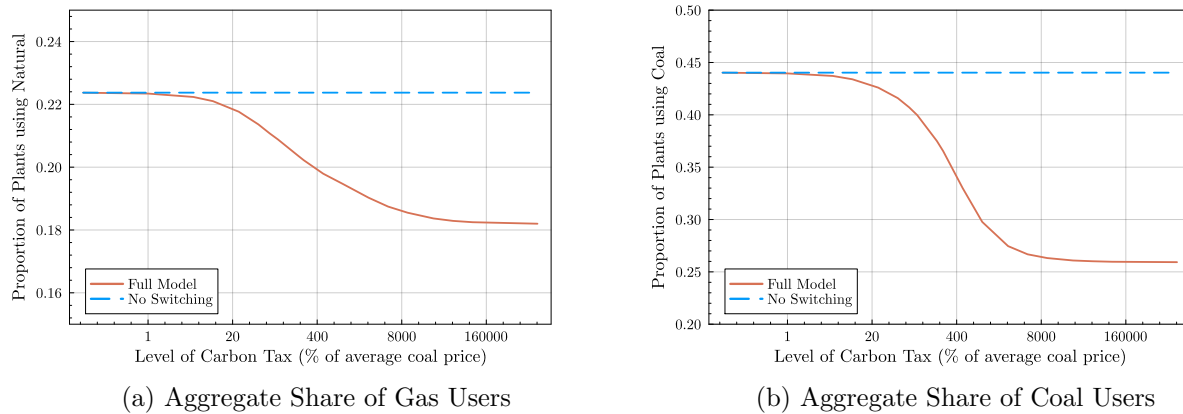 Proportion of Plants using Natural
0.24
0.22
0.20
0.18
0.16
Full Model
No Switching
1
20
400
8000
160000
Level of Carbon Tax (% of average coal price)
(a) Aggregate Share of Gas Users
Proportion of Plants using Coal
0.50
0.45
0.40
0.35
0.30
0.25
0.20
Full Model
No Switching
1
20
400
8000
160000
Level of Carbon Tax (% of average coal price)
(b) Aggregate Share of Coal Users